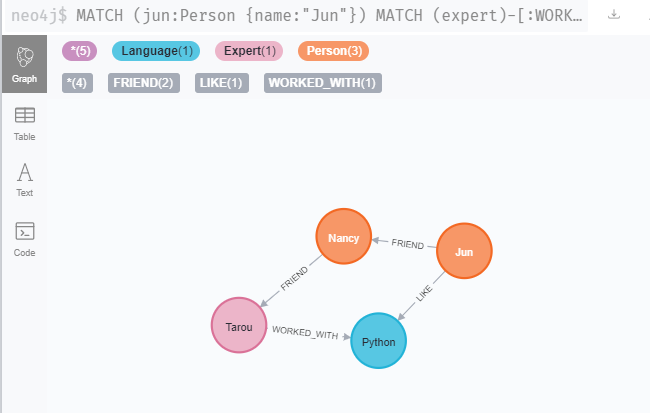 neo4j$ MATCH (jun:Person {name:"Jun"}) MATCH (expert)-[:WORK…
Graph
*(5) Language(1) Expert(1) Person(3)
*(4) FRIEND(2) LIKE(1) WORKED_WITH(1)
Table
Text
Code
Nancy
FRIEND
Jun
FRIEND
LIKE
Tarou
WORKED_WITH
Python